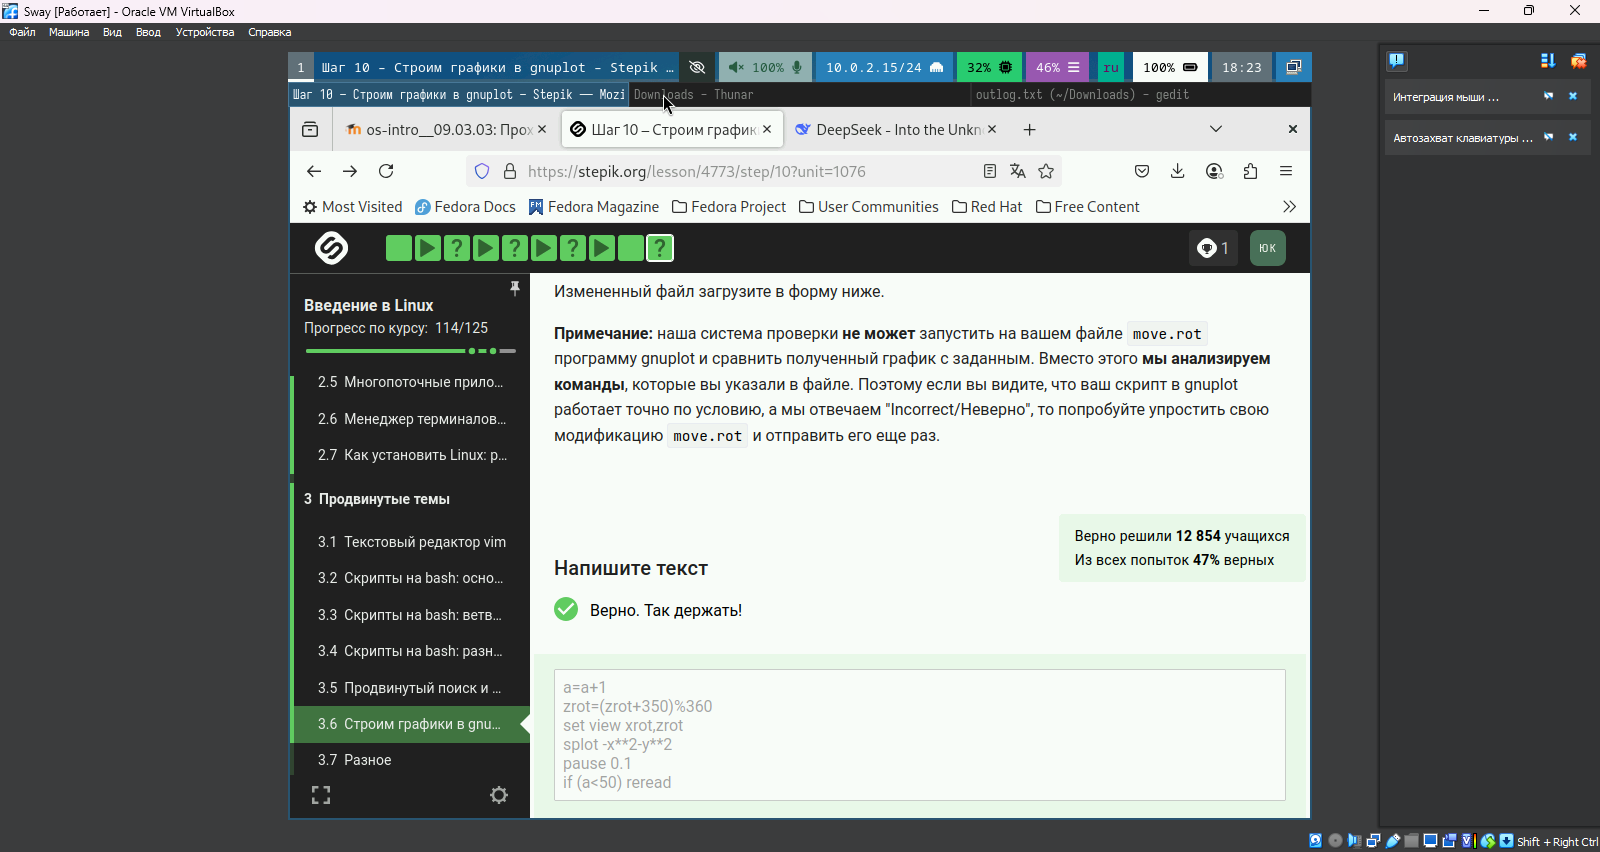 Sway [Работает] - Oracle VM VirtualBox
Файл Машина Вид Ввод Устройства Справка
1 Шаг 10 - Строим графики в gnuplot - Stepik … 100% 10.0.2.15/24 32% 46% ru 100% 18:23
Шаг 10 - Строим графики в gnuplot - Stepik — Mozi Downloads - Thunar outlog.txt (~/Downloads) - gedit
os-intro__09.03.03: Прох Шаг 10 – Строим график DeepSeek - Into the Unkn
https://stepik.org/lesson/4773/step/10?unit=1076
Most Visited Fedora Docs Fedora Magazine Fedora Project User Communities Red Hat Free Content
? ? ? ? 1 ЮК
Введение в Linux
Прогресс по курсу: 114/125
2.5 Многопоточные прило...
2.6 Менеджер терминалов...
2.7 Как установить Linux: р...
3 Продвинутые темы
3.1 Текстовый редактор vim
3.2 Скрипты на bash: осно...
3.3 Скрипты на bash: ветв...
3.4 Скрипты на bash: разн...
3.5 Продвинутый поиск и ...
3.6 Строим графики в gnu...
3.7 Разное
Измененный файл загрузите в форму ниже.
Примечание: наша система проверки не может запустить на вашем файле move.rot
программу gnuplot и сравнить полученный график с заданным. Вместо этого мы анализируем
команды, которые вы указали в файле. Поэтому если вы видите, что ваш скрипт в gnuplot
работает точно по условию, а мы отвечаем "Incorrect/Неверно", то попробуйте упростить свою
модификацию move.rot и отправить его еще раз.
Верно решили 12 854 учащихся
Из всех попыток 47% верных
Напишите текст
Верно. Так держать!
a=a+1
zrot=(zrot+350)%360
set view xrot,zrot
splot -x**2-y**2
pause 0.1
if (a<50) reread
Интеграция мыши ...
Автозахват клавиатуры ...
Shift + Right Ctrl